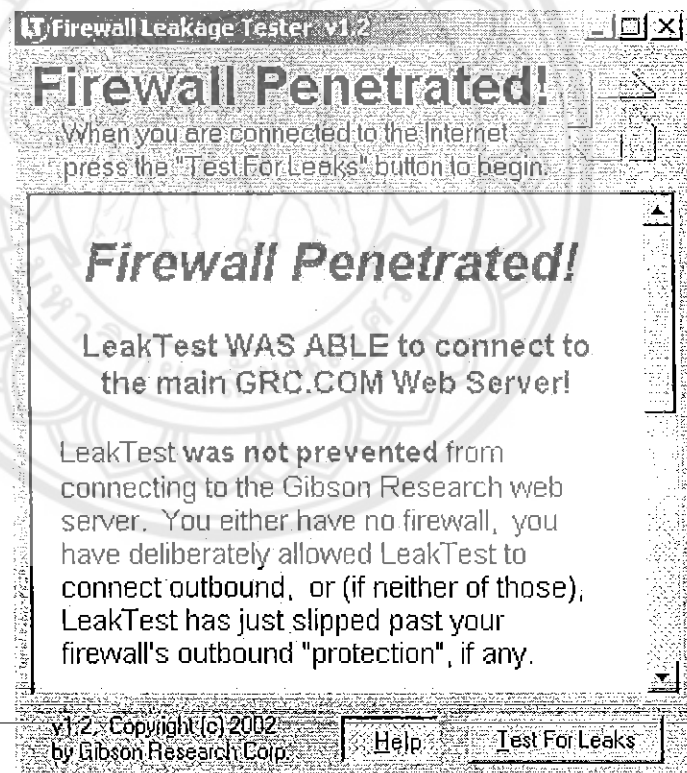 LT Firewall Leakage Tester v1.2
Firewall Penetrated!
When you are connected to the Internet
press the "Test For Leaks" button to begin.
Firewall Penetrated!
LeakTest WAS ABLE to connect to
the main GRC.COM Web Server!
LeakTest was not prevented from
connecting to the Gibson Research web
server. You either have no firewall, you
have deliberately allowed LeakTest to
connect outbound, or (if neither of those),
LeakTest has just slipped past your
firewall's outbound "protection", if any.
v1.2, Copyright (c) 2002
by Gibson Research Corp.
Help
Test For Leaks